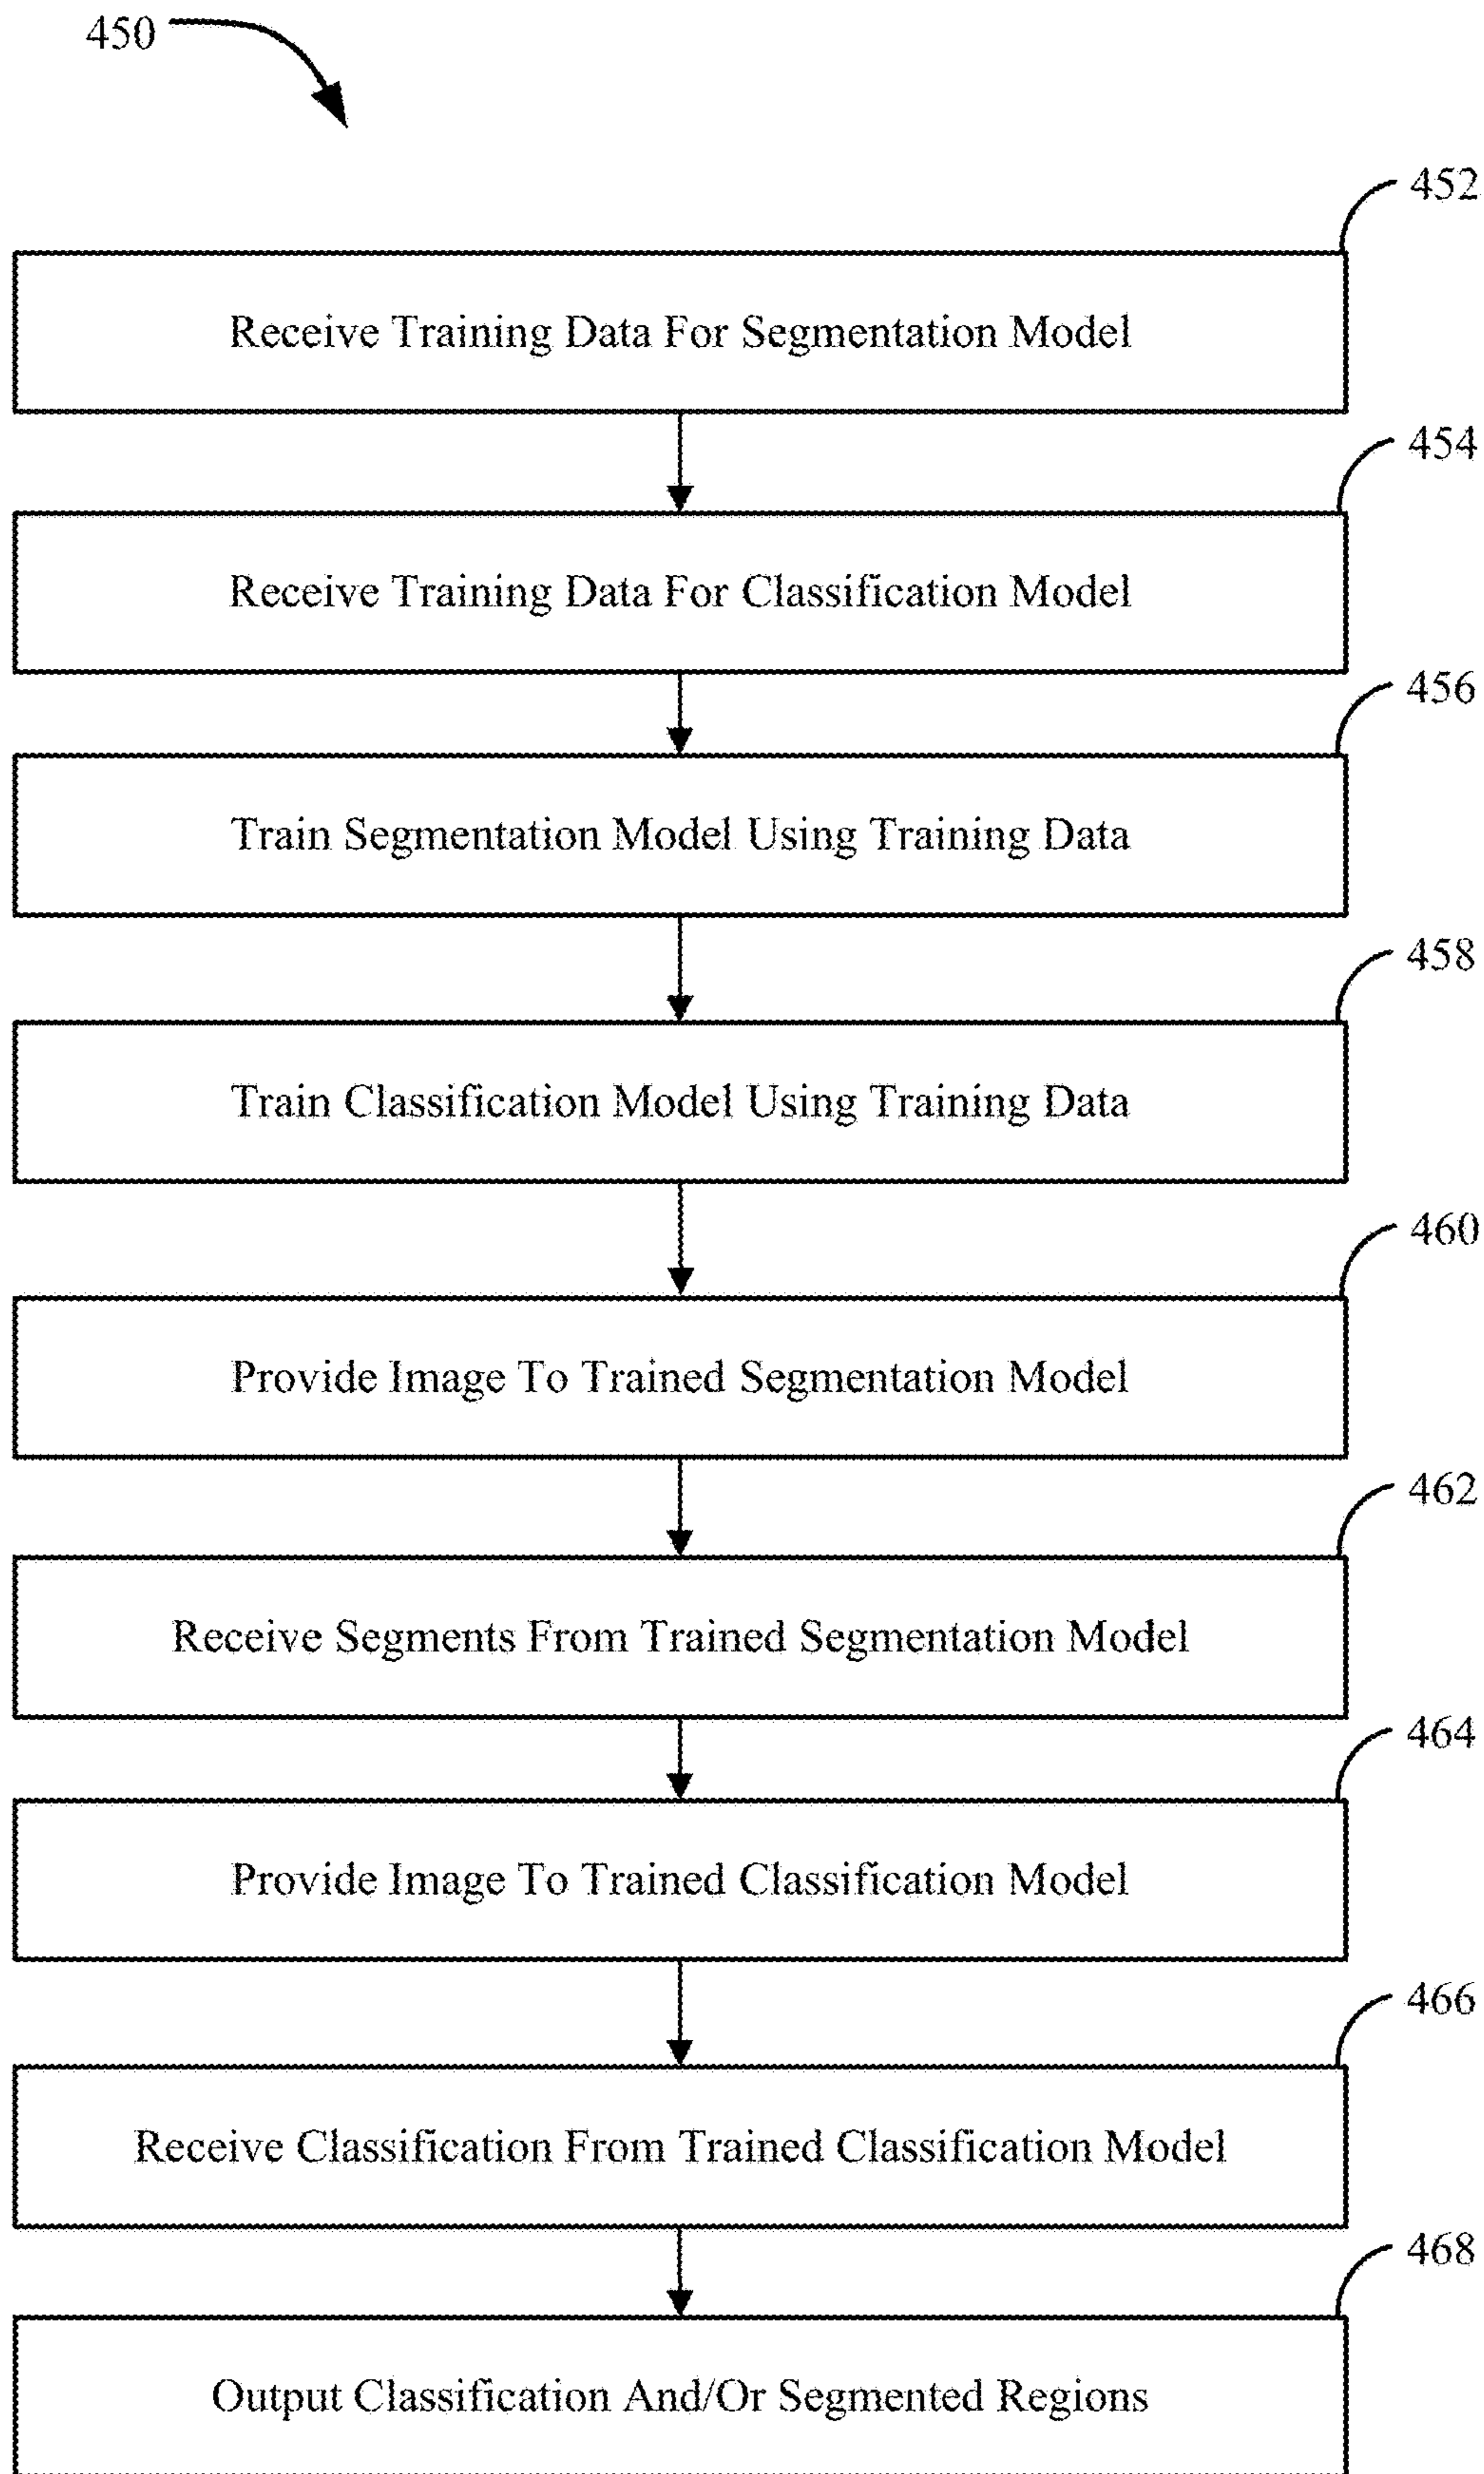 450
452
Receive Training Data For Segmentation Model
454
Receive Training Data For Classification Model
456
Train Segmentation Model Using Training Data
458
Train Classification Model Using Training Data
460
Provide Image To Trained Segmentation Model
462
Receive Segments From Trained Segmentation Model
464
Provide Image To Trained Classification Model
466
Receive Classification From Trained Classification Model
468
Output Classification And/Or Segmented Regions